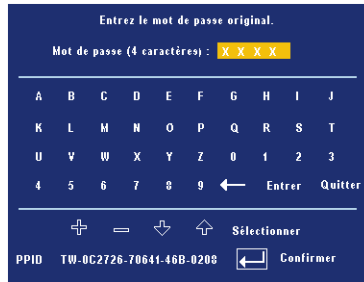 Entrez le mot de passe original.
Mot de passe (4 caractères) : X X X X
A B C D E F G H I J
K L M N O P Q R S T
U V W X Y Z 0 1 2 3
4 5 6 7 8 9 ← Entrer Quitter
Sélectionner
PPID TW-0C2726-70641-46B-0208 Confirmer